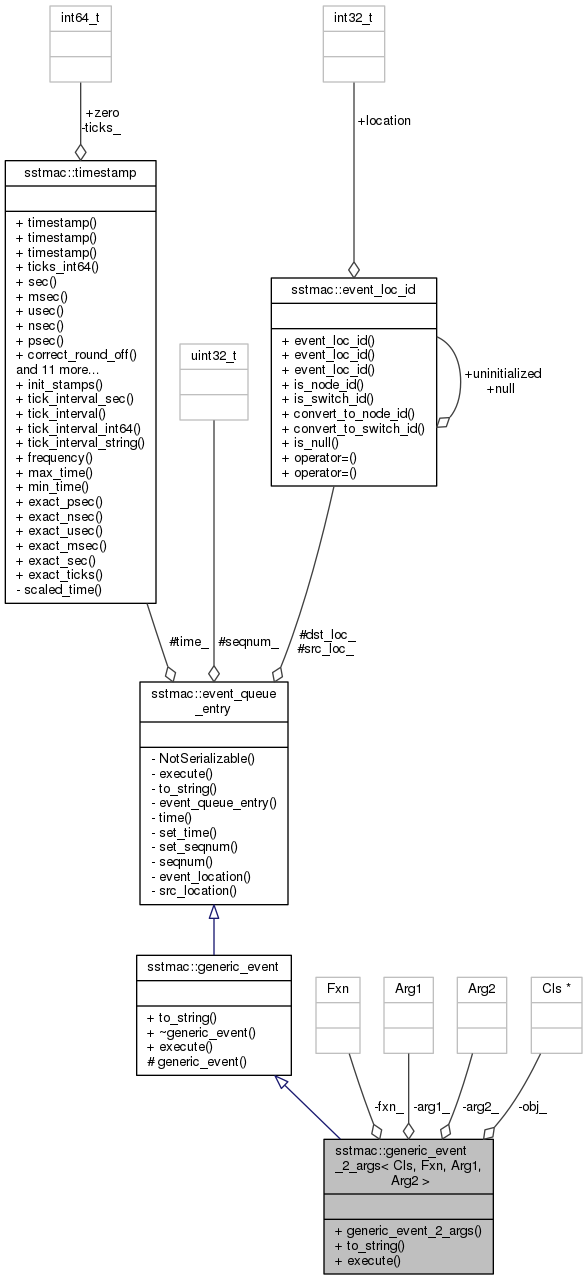 int64_t
int32_t
+zero
-ticks_
+location
sstmac::timestamp
+ timestamp()
+ timestamp()
+ timestamp()
+ ticks_int64()
+ sec()
+ msec()
+ usec()
+ nsec()
+ psec()
+ correct_round_off()
and 11 more...
+ init_stamps()
+ tick_interval_sec()
+ tick_interval()
+ tick_interval_int64()
+ tick_interval_string()
+ frequency()
+ max_time()
+ min_time()
+ exact_psec()
+ exact_nsec()
+ exact_usec()
+ exact_msec()
+ exact_sec()
+ exact_ticks()
- scaled_time()
uint32_t
sstmac::event_loc_id
+ event_loc_id()
+ event_loc_id()
+ event_loc_id()
+ is_node_id()
+ is_switch_id()
+ convert_to_node_id()
+ convert_to_switch_id()
+ is_null()
+ operator=()
+ operator=()
+uninitialized
+null
#time_
#seqnum_
#dst_loc_
#src_loc_
sstmac::event_queue
_entry
- NotSerializable()
- execute()
- to_string()
- event_queue_entry()
- time()
- set_time()
- set_seqnum()
- seqnum()
- event_location()
- src_location()
sstmac::generic_event
+ to_string()
+ ~generic_event()
+ execute()
# generic_event()
Fxn
Arg1
Arg2
Cls *
-fxn_
-arg1_
-arg2_
-obj_
sstmac::generic_event
_2_args< Cls, Fxn, Arg1,
Arg2 >
+ generic_event_2_args()
+ to_string()
+ execute()